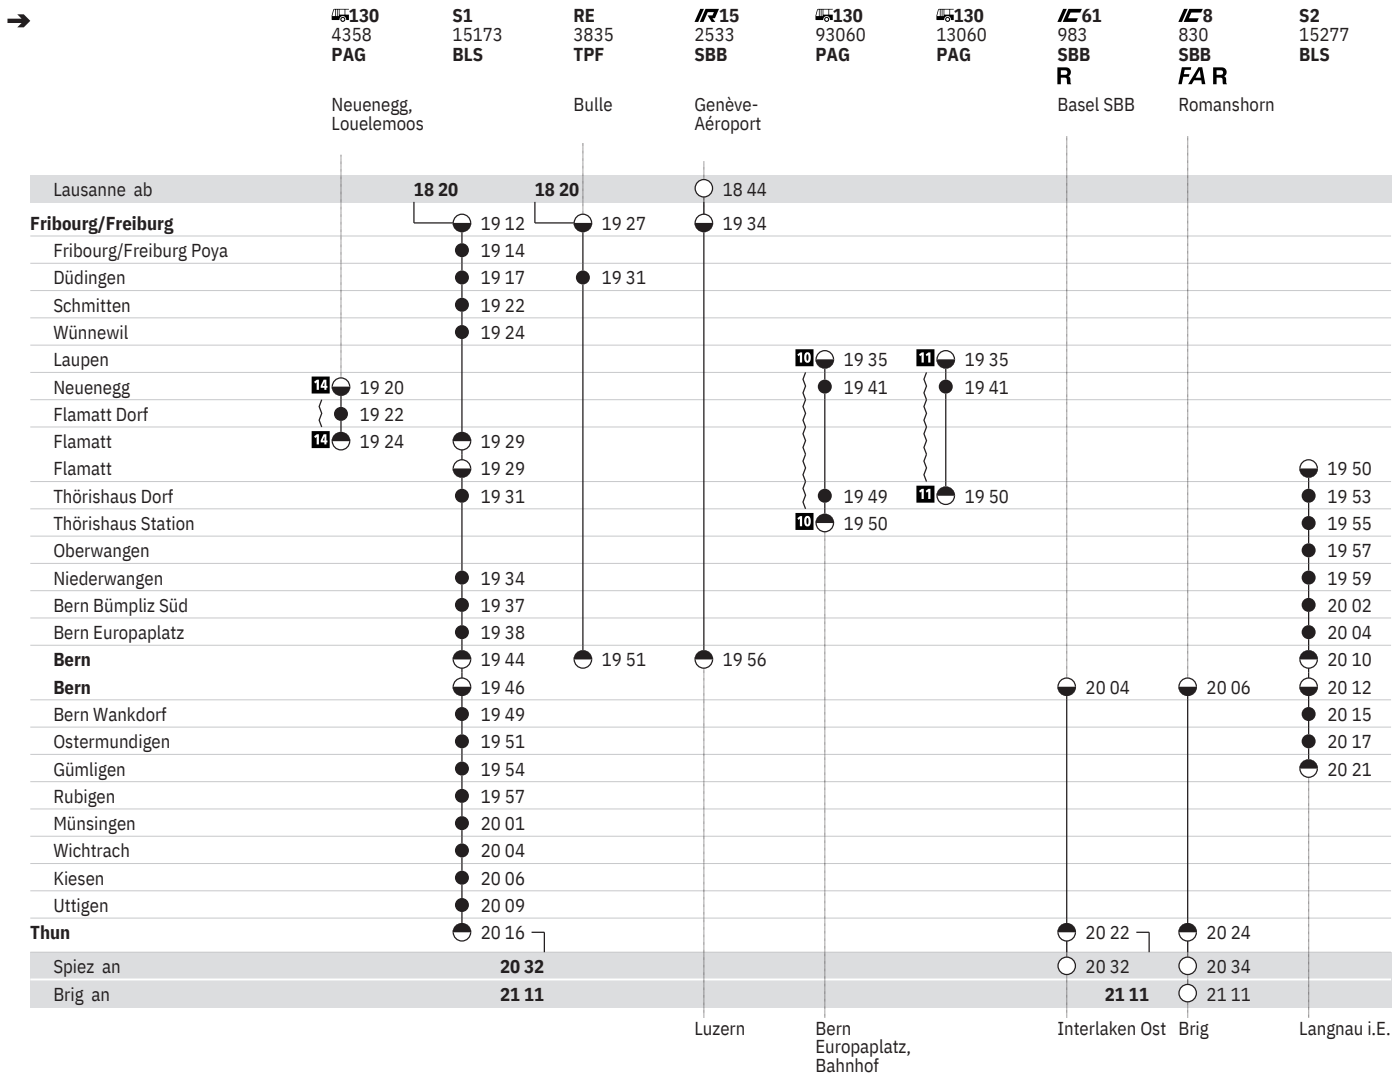 ➔ 130 S1 RE IR15 130 130 IC61 IC8 S2
4358 15173 3835 2533 93060 13060 983 830 15277
PAG BLS TPF SBB PAG PAG SBB SBB BLS
R FA R
Neuenegg, Bulle Genève- Basel SBB Romanshorn
Louelemoos Aéroport
Lausanne ab 18 20 18 20 18 44
Fribourg/Freiburg 19 12 19 27 19 34
Fribourg/Freiburg Poya 19 14
Düdingen 19 17 19 31
Schmitten 19 22
Wünnewil 19 24
Laupen 10 19 35 11 19 35
Neuenegg 14 19 20 19 41 19 41
Flamatt Dorf 19 22
Flamatt 14 19 24 19 29
Flamatt 19 29 19 50
Thörishaus Dorf 19 31 19 49 11 19 50 19 53
Thörishaus Station 10 19 50 19 55
Oberwangen 19 57
Niederwangen 19 34 19 59
Bern Bümpliz Süd 19 37 20 02
Bern Europaplatz 19 38 20 04
Bern 19 44 19 51 19 56 20 10
Bern 19 46 20 04 20 06 20 12
Bern Wankdorf 19 49 20 15
Ostermundigen 19 51 20 17
Gümligen 19 54 20 21
Rubigen 19 57
Münsingen 20 01
Wichtrach 20 04
Kiesen 20 06
Uttigen 20 09
Thun 20 16 20 22 20 24
Spiez an 20 32 20 32 20 34
Brig an 21 11 21 11 21 11
Luzern Bern Interlaken Ost Brig Langnau i.E.
Europaplatz,
Bahnhof